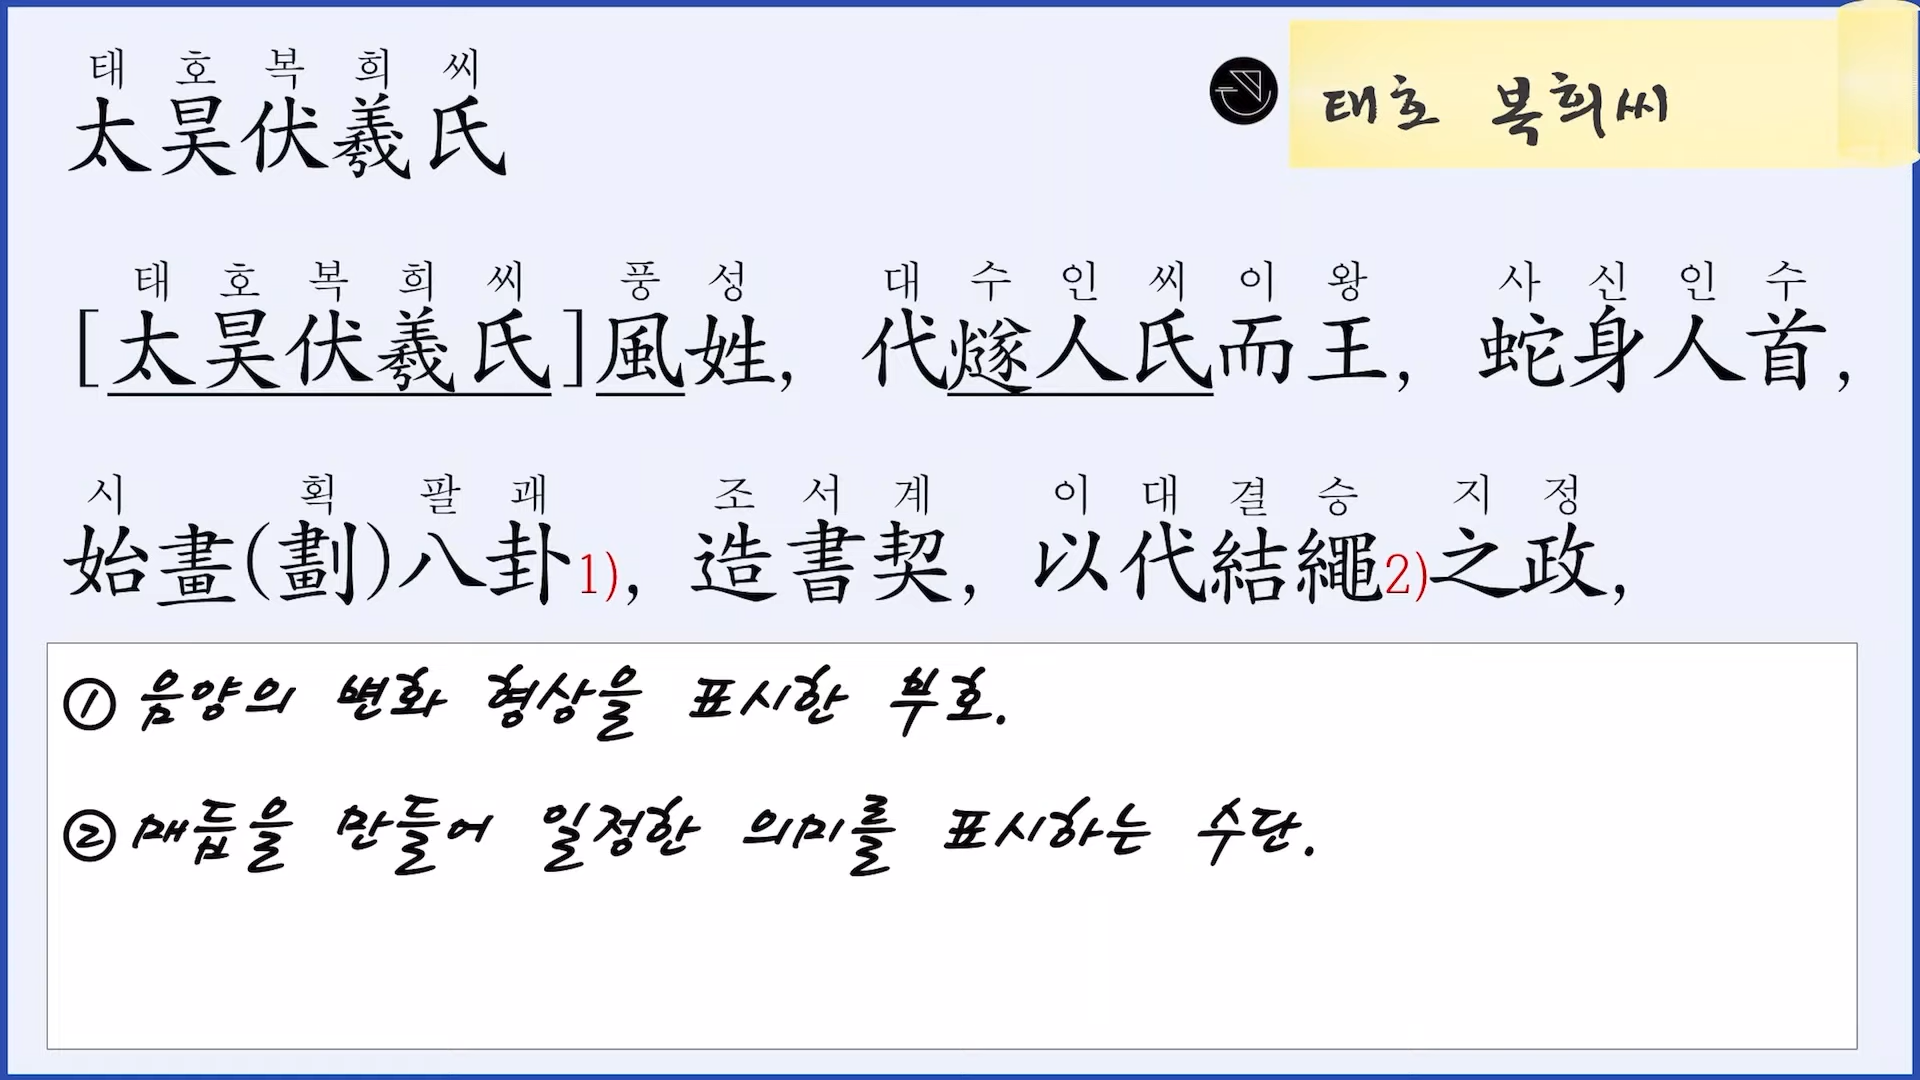 태 호 복 희 씨
太昊伏羲氏
태호 복희씨
태 호 복 희 씨 풍 성 대 수 인 씨 이 왕 사 신 인 수
[太昊伏羲氏]風姓, 代燧人氏而王, 蛇身人首,
시 획 팔 괘 조 서 계 이 대 결 승 지 정
始畫(劃)八卦1), 造書契, 以代結繩2)之政,
① 음양의 변화 형상을 표시한 부호.
② 매듭을 만들어 일정한 의미를 표시하는 수단.